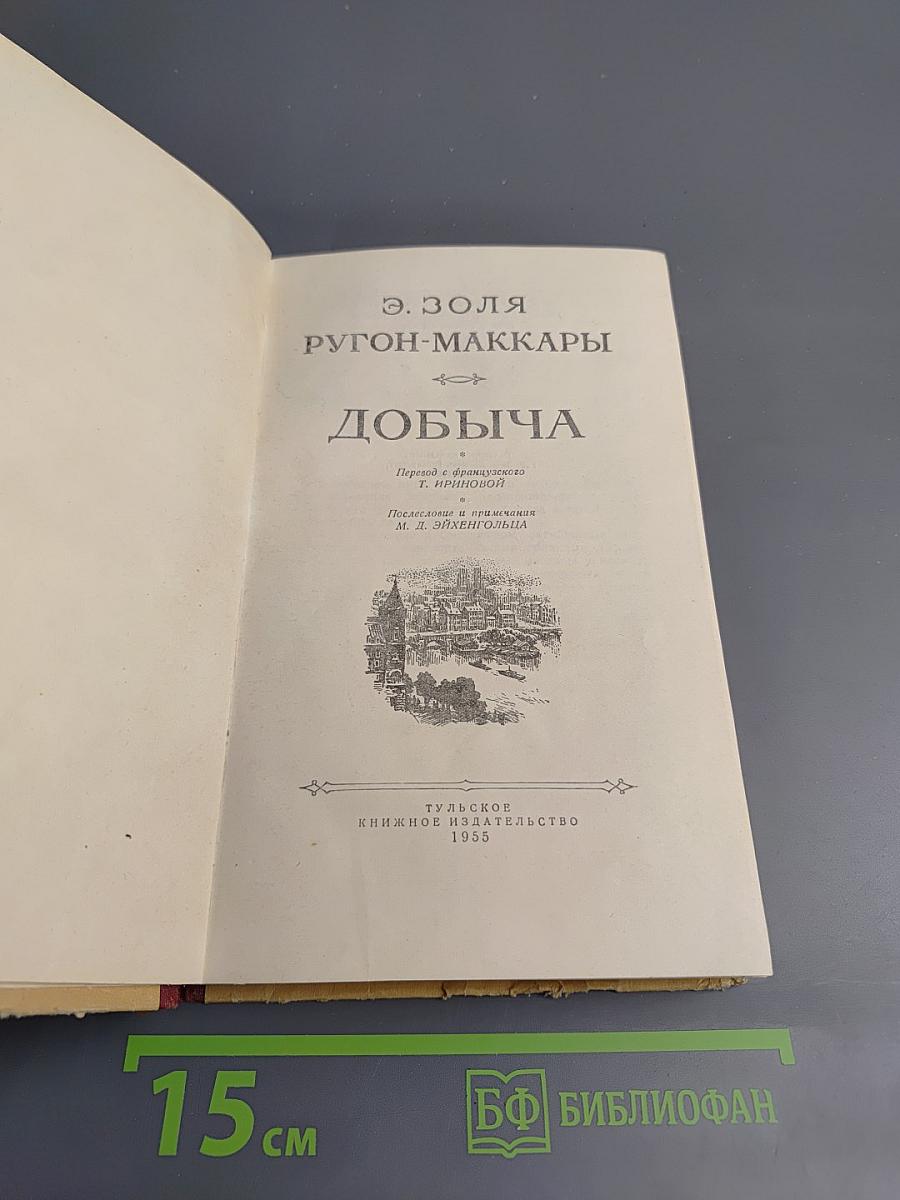 Э. ЗОЛЯ
РУГОН-МАККАРЫ
ДОБЫЧА
*
Перевод с французского
Т. ИРИНОВОЙ
*
Послесловие и примечания
М. Д. ЭЙХЕНГОЛЬЦА
ТУЛЬСКОЕ
КНИЖНОЕ ИЗДАТЕЛЬСТВО
1955
15 см
БФ БИБЛИОФАН